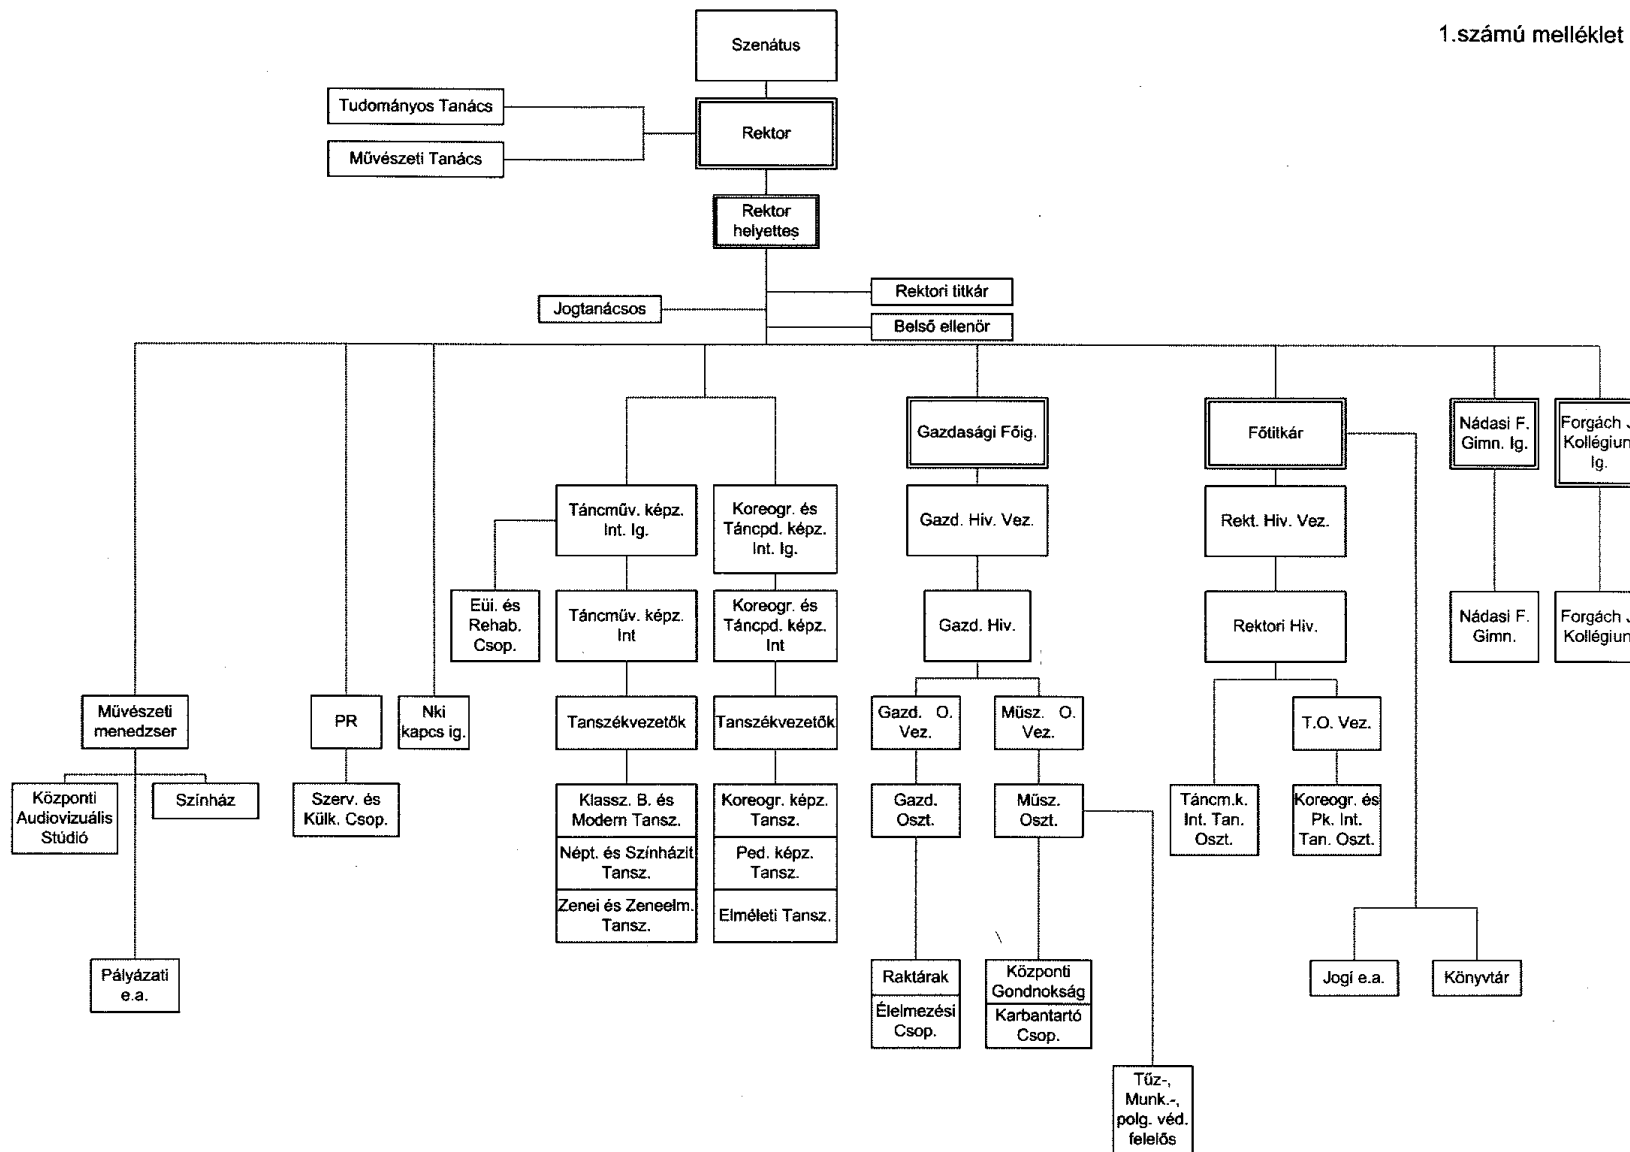 1.számú melléklet
Szenátus
Tudományos Tanács
Rektor
Művészeti Tanács
Rektor
helyettes
Rektori titkár
Jogtanácsos
Belső ellenőr
Gazdasági Főig.
Főtitkár
Nádasi F.
Gimn. Ig.
Forgách J.
Kollégium
Ig.
Táncműv. képz.
Int. Ig.
Koreogr. és
Táncpd. képz.
Int. Ig.
Gazd. Hiv. Vez.
Rekt. Hiv. Vez.
Eüi. és
Rehab.
Csop.
Táncműv. képz.
Int
Koreogr. és
Táncpd. képz.
Int
Gazd. Hiv.
Rektori Hiv.
Nádasi F.
Gimn.
Forgách J.
Kollégium
Művészeti
menedzser
PR
Nki
kapcs ig.
Tanszékvezetők
Tanszékvezetők
Gazd. O.
Vez.
Műsz. O.
Vez.
T.O. Vez.
Központi
Audiovizuális
Stúdió
Színház
Szerv. és
Külk. Csop.
Klassz. B. és
Modern Tansz.
Népt. és Színházit
Tansz.
Zenei és Zeneelm.
Tansz.
Koreogr. képz.
Tansz.
Ped. képz.
Tansz.
Elméleti Tansz.
Gazd.
Oszt.
Műsz.
Oszt.
Táncm.k.
Int. Tan.
Oszt.
Koreogr. és
Pk. Int.
Tan. Oszt.
Pályázati
e.a.
Raktárak
Élelmezési
Csop.
Központi
Gondnokság
Karbantartó
Csop.
Jogi e.a.
Könyvtár
Tűz-,
Munk.-,
polg. véd.
felelős